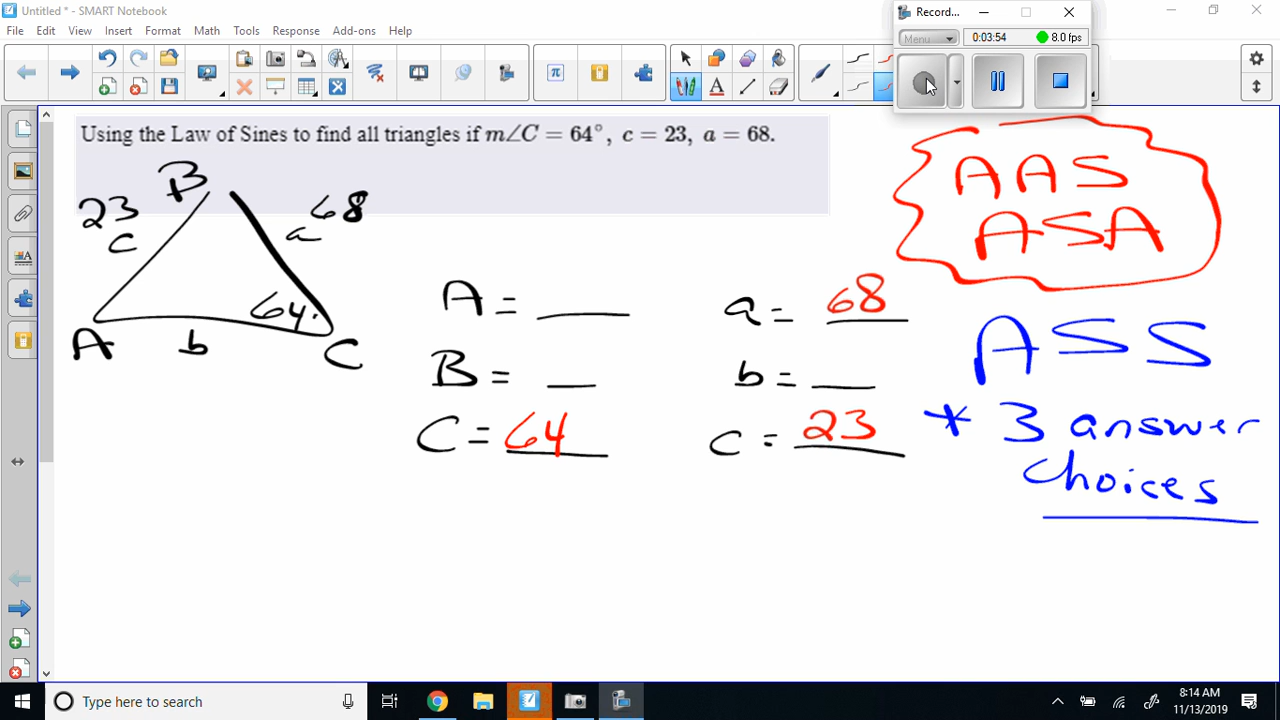 Untitled * - SMART Notebook
Record...
File Edit View Insert Format Math Tools Response Add-ons Help
Menu
0:03:54
8.0 fps
Using the Law of Sines to find all triangles if m∠C = 64°, c = 23, a = 68.
AAS
ASA
B
23
c
68
a
64°
A
b
C
A = ___
a = 68
B = ___
b = ___
C = 64
c = 23
ASS
* 3 answer
choices
Type here to search
8:14 AM
11/13/2019